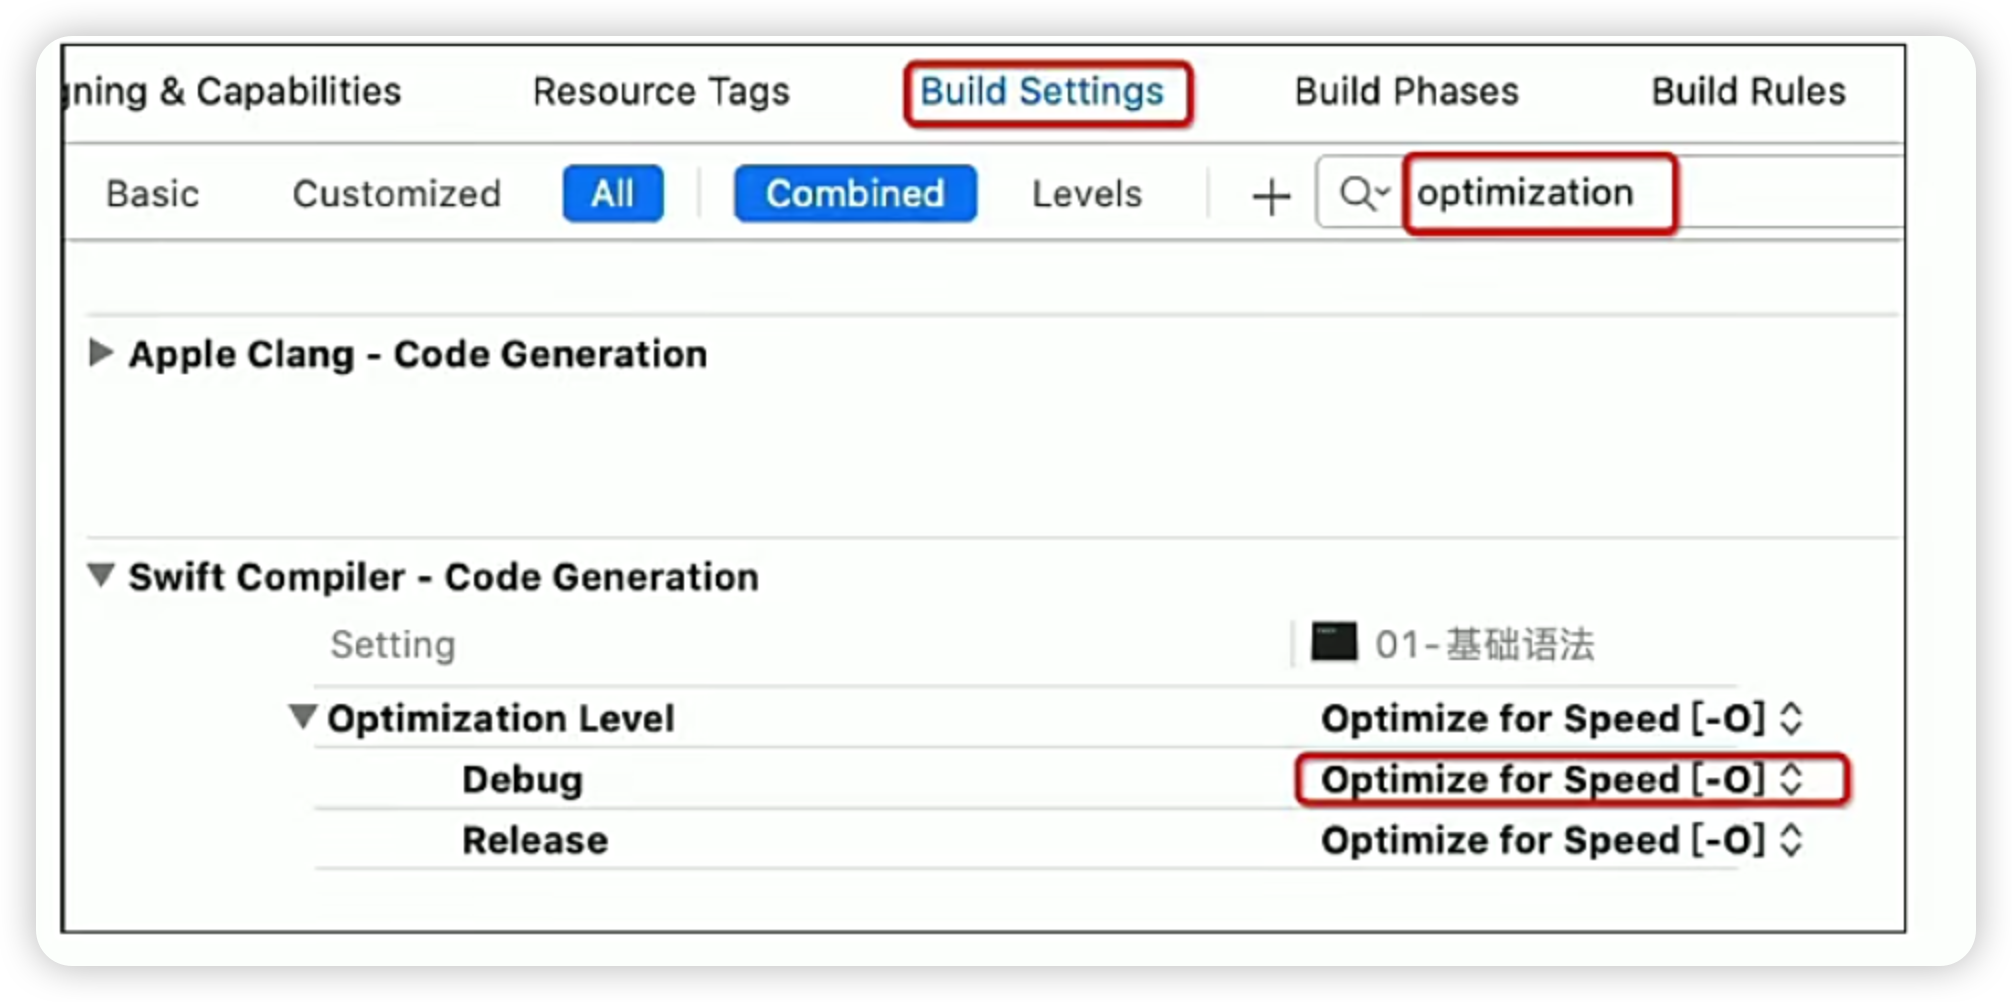 gning & Capabilities Resource Tags Build Settings Build Phases Build Rules
Basic Customized All Combined Levels + optimization
Apple Clang - Code Generation
Swift Compiler - Code Generation
Setting 01-基础语法
Optimization Level Optimize for Speed [-O]
Debug Optimize for Speed [-O]
Release Optimize for Speed [-O]